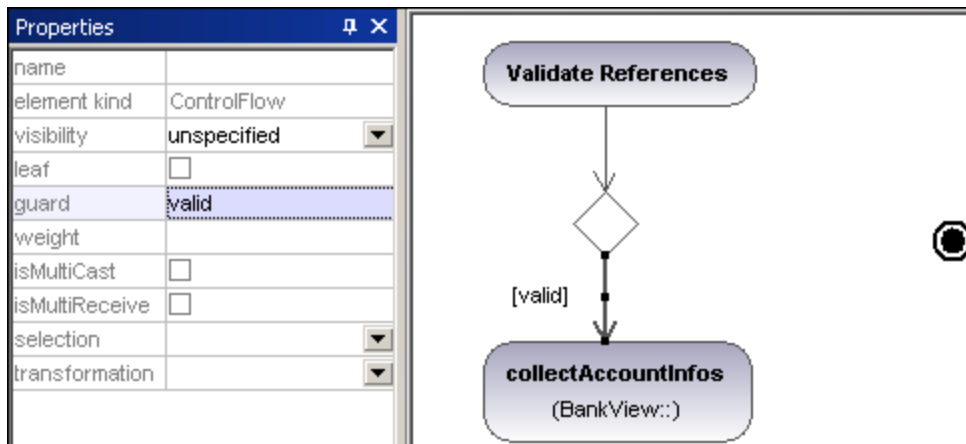 Properties
name
element kind ControlFlow
visibility unspecified
leaf
guard valid
weight
isMultiCast
isMultiReceive
selection
transformation
Validate References
[valid]
collectAccountInfos
(BankView::)